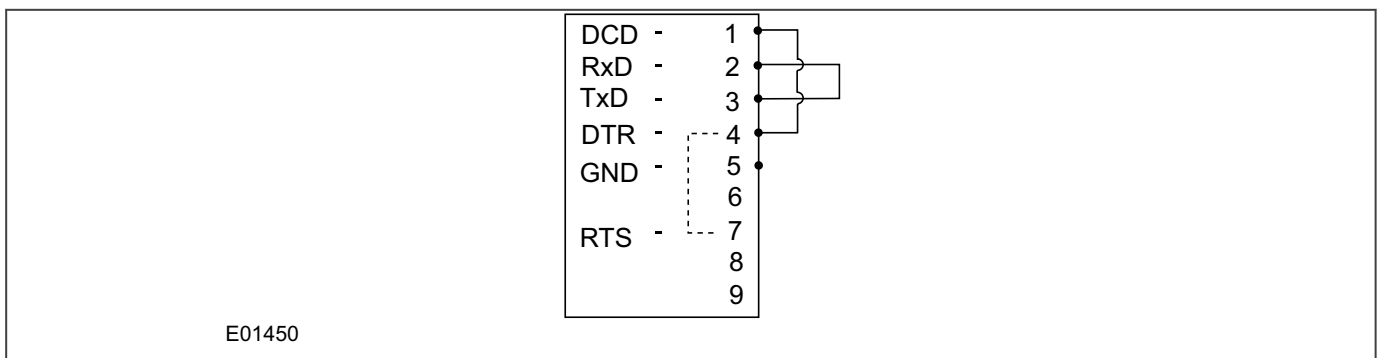 DCD - 1
RxD - 2
TxD - 3
DTR - 4
GND - 5
6
RTS - 7
8
9
E01450